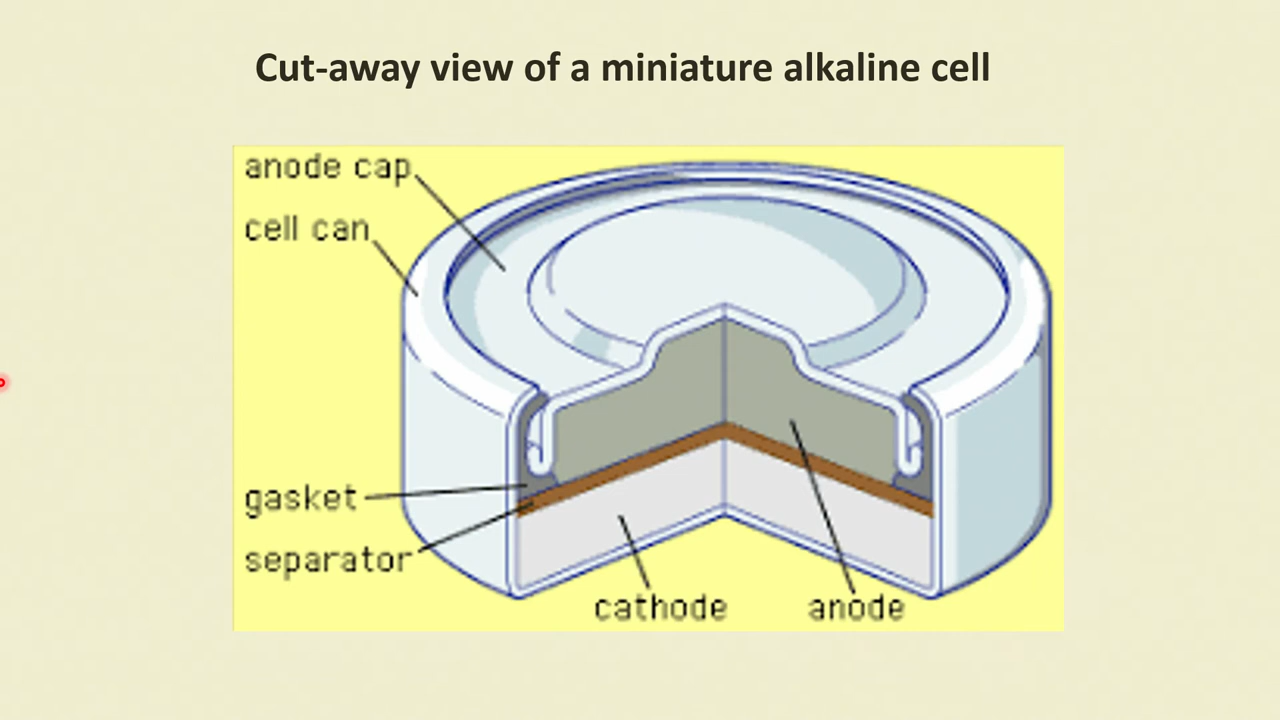 Cut-away view of a miniature alkaline cell
anode cap
cell can
gasket
separator
cathode
anode